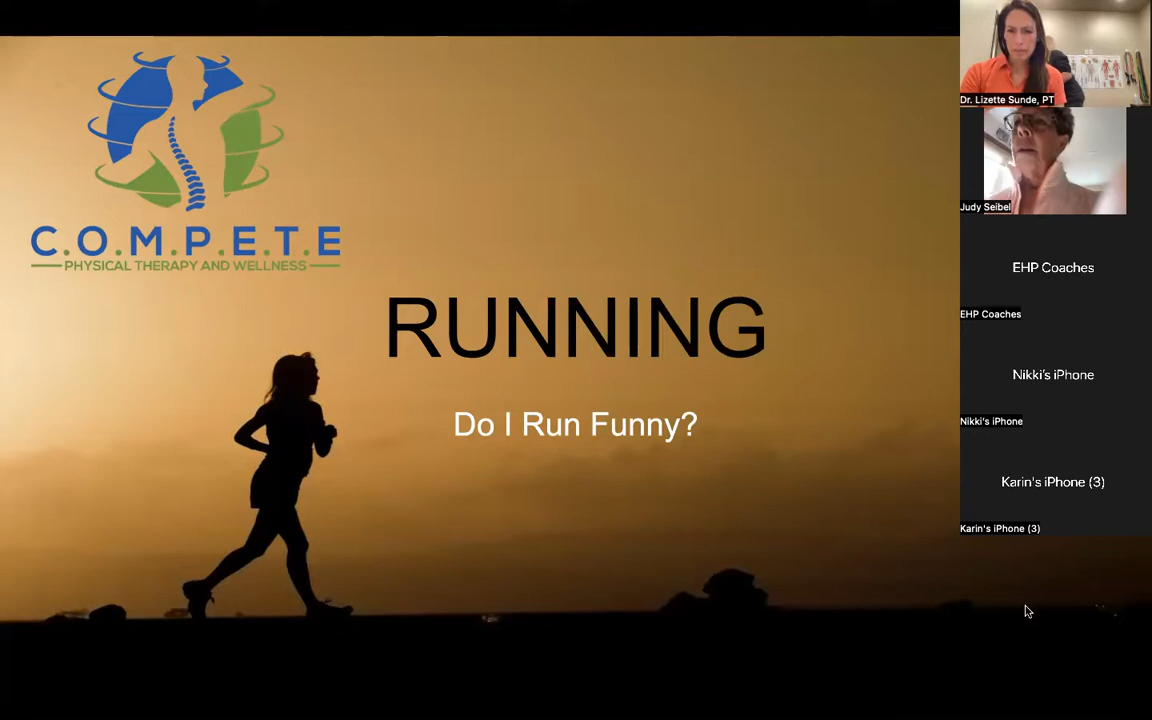 C.O.M.P.E.T.E
PHYSICAL THERAPY AND WELLNESS
RUNNING
Do I Run Funny?
Dr. Lizette Sunde, PT
Judy Seibel
EHP Coaches
EHP Coaches
Nikki's iPhone
Nikki's iPhone
Karin's iPhone (3)
Karin's iPhone (3)